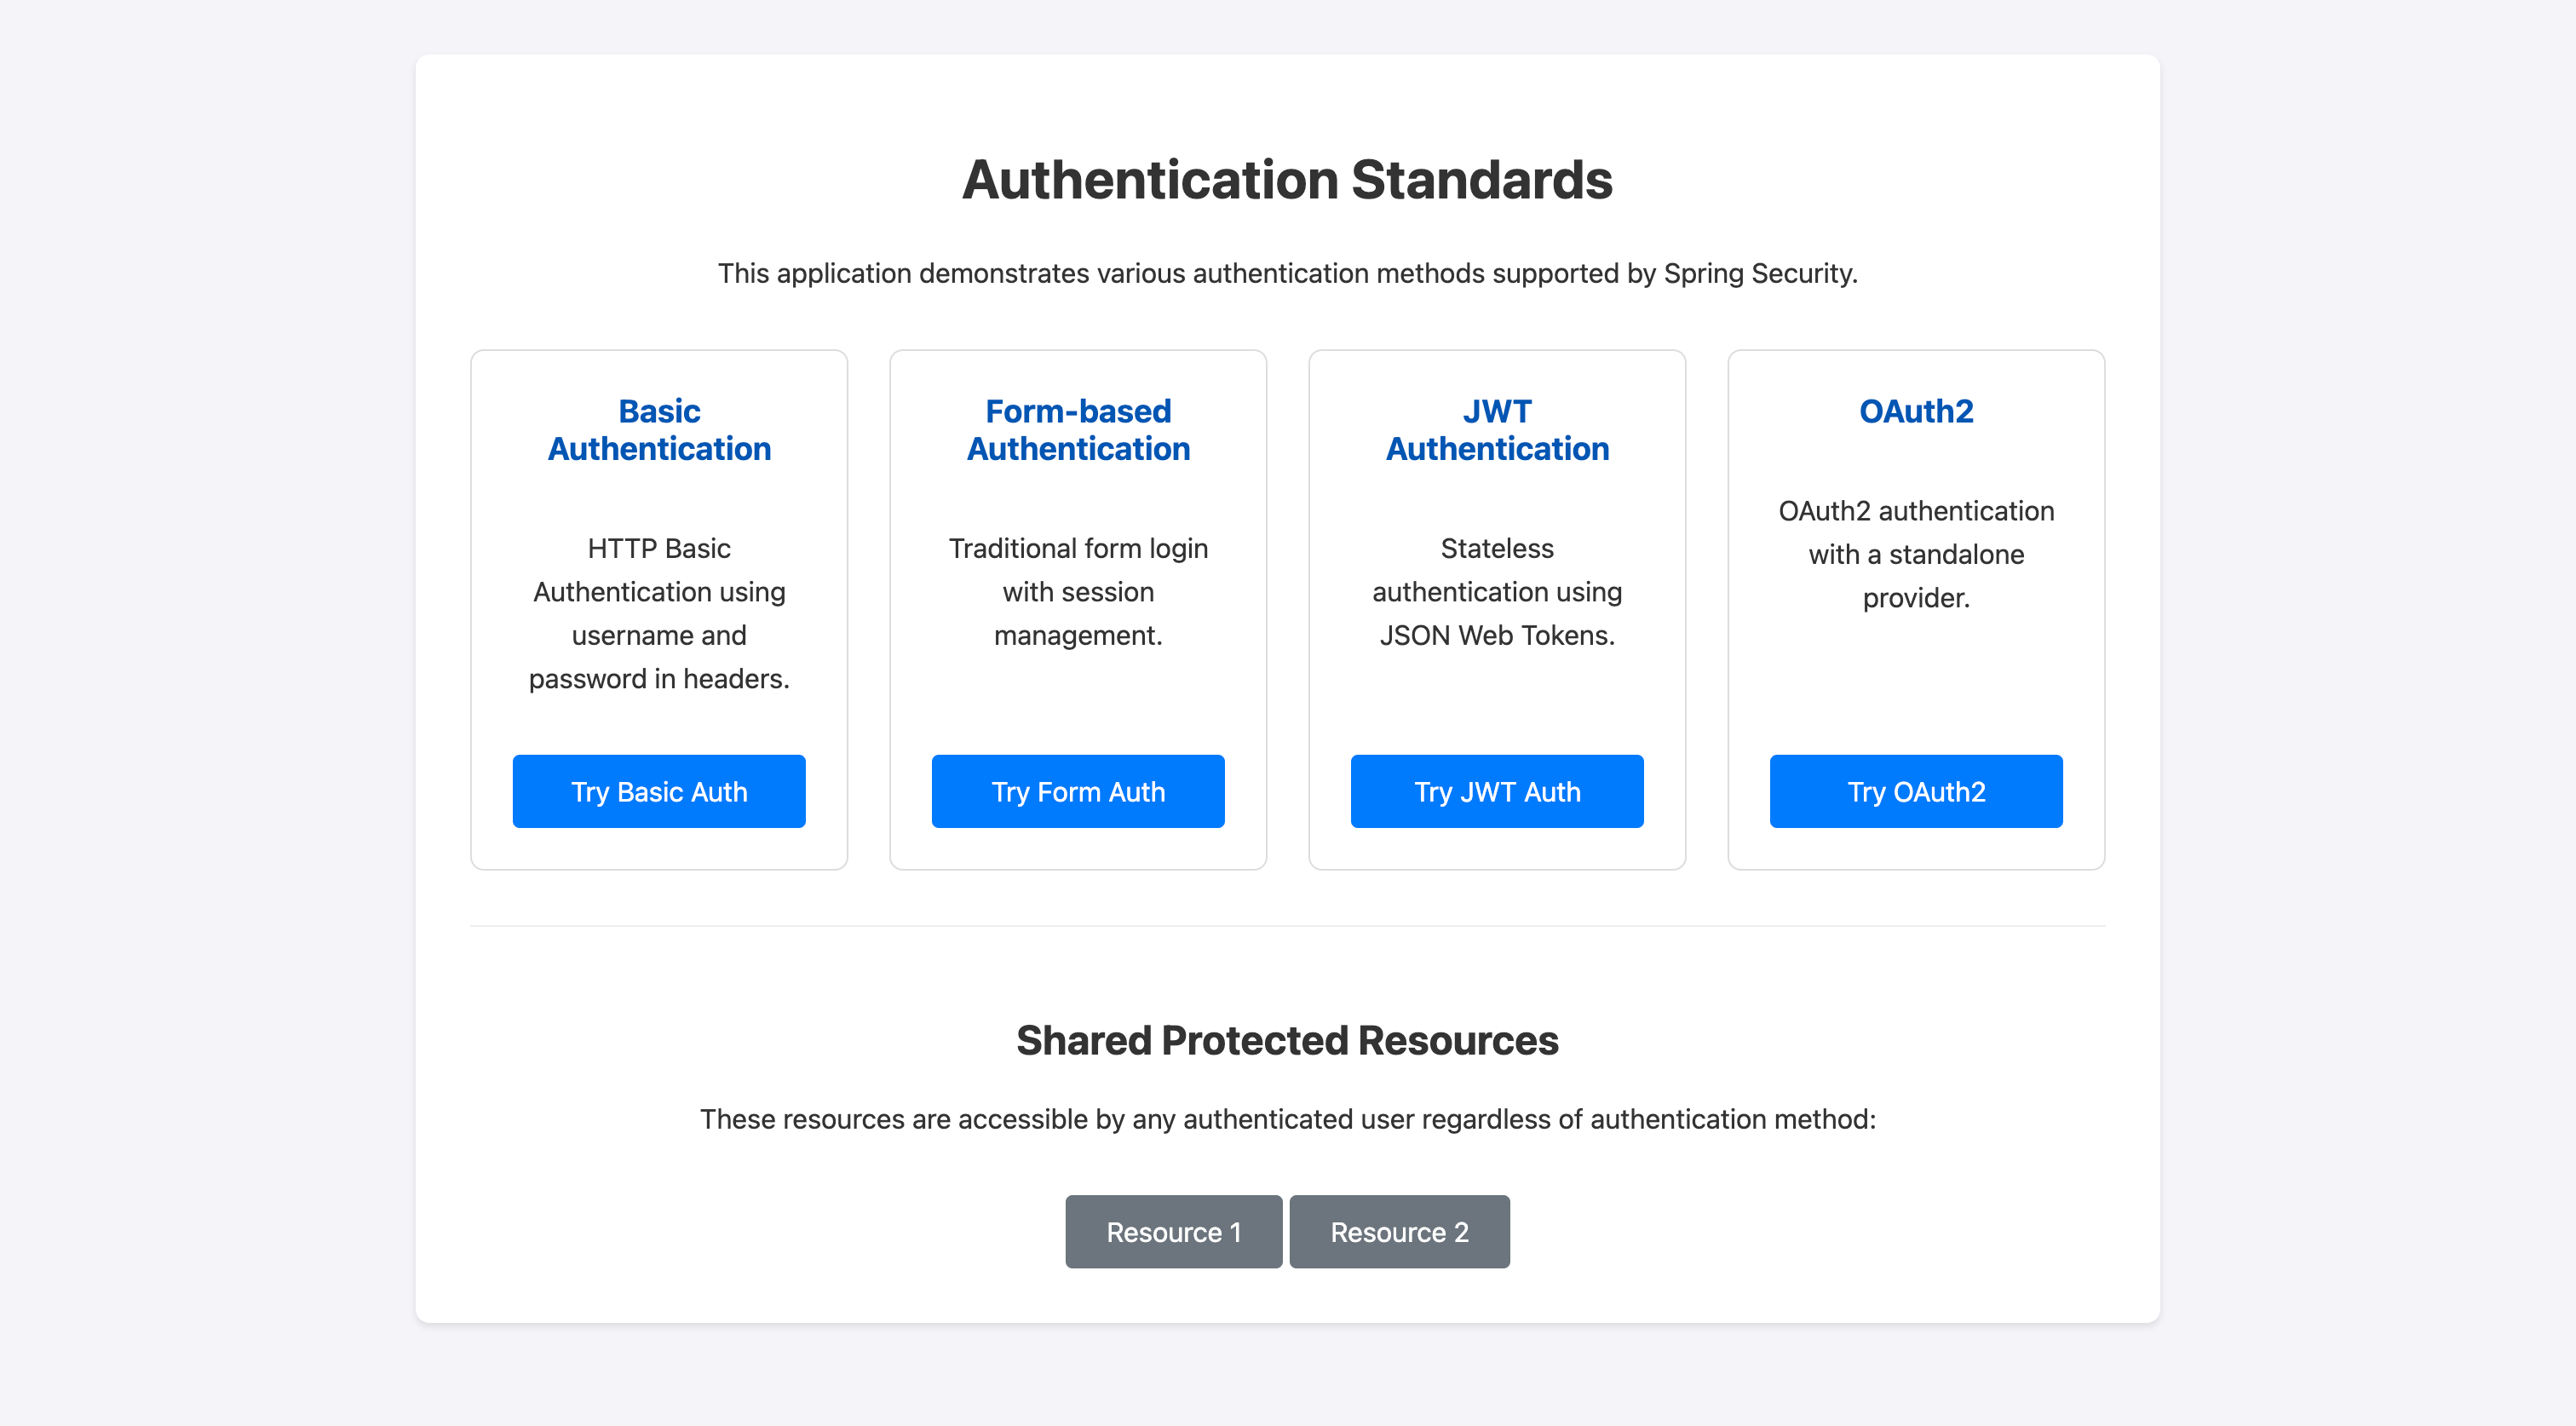 Authentication Standards
This application demonstrates various authentication methods supported by Spring Security.
Basic
Authentication
HTTP Basic
Authentication using
username and
password in headers.
Try Basic Auth
Form-based
Authentication
Traditional form login
with session
management.
Try Form Auth
JWT
Authentication
Stateless
authentication using
JSON Web Tokens.
Try JWT Auth
OAuth2
OAuth2 authentication
with a standalone
provider.
Try OAuth2
Shared Protected Resources
These resources are accessible by any authenticated user regardless of authentication method:
Resource 1
Resource 2